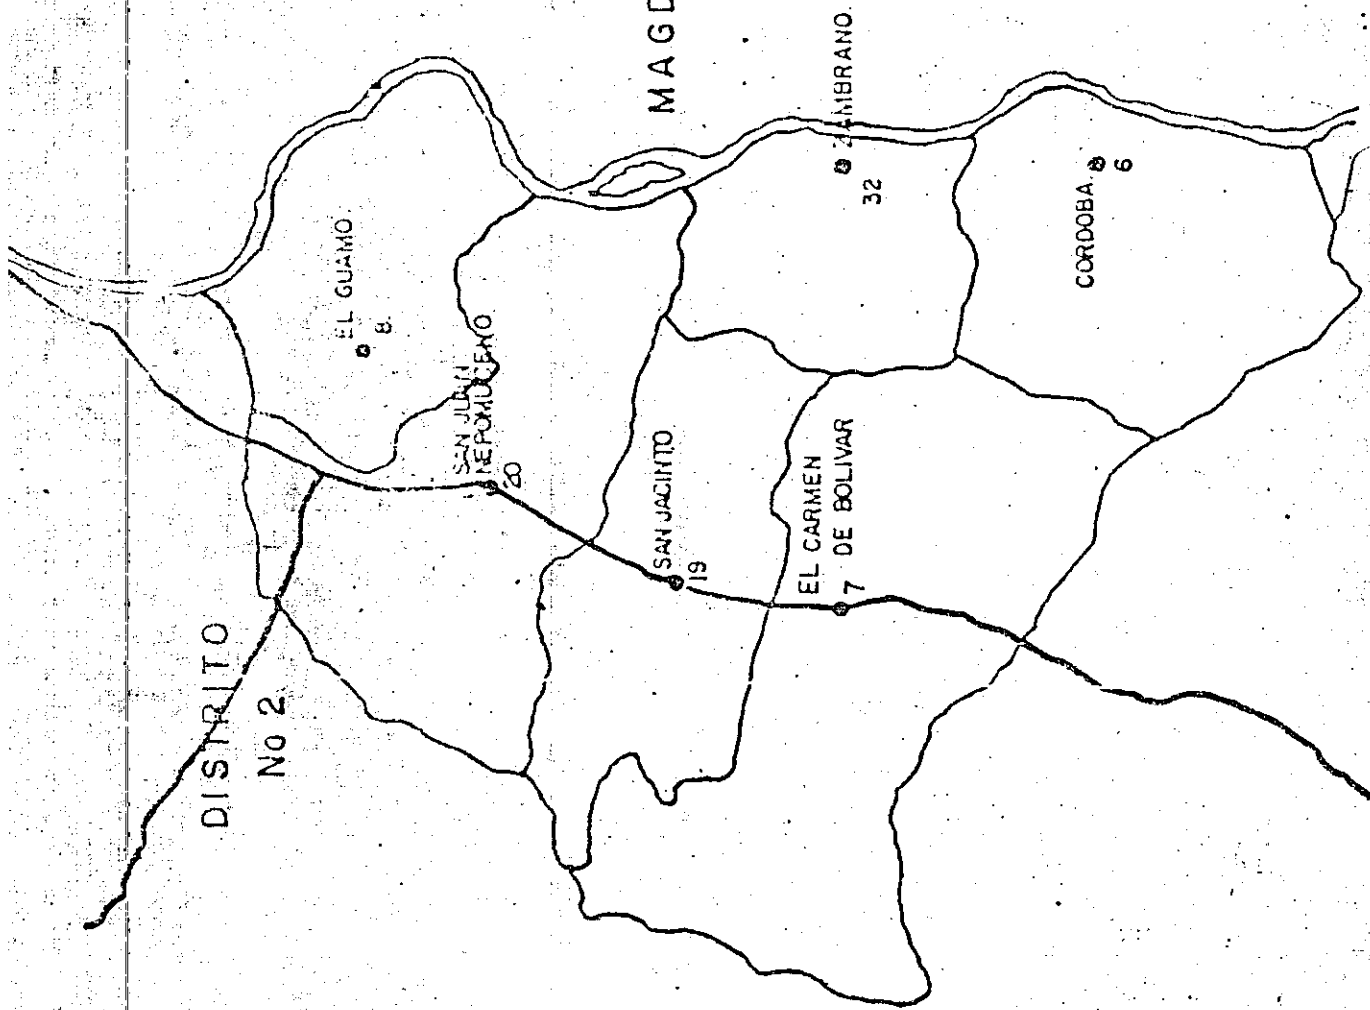 DISTRITO
No 2
EL GUAMO.
8.
SAN JUAN
NEPOMUCENO
20
MAGD
SAN JACINTO
19
EL CARMEN
DE BOLIVAR
7
ZAMBRANO.
32
CORDOBA.
6